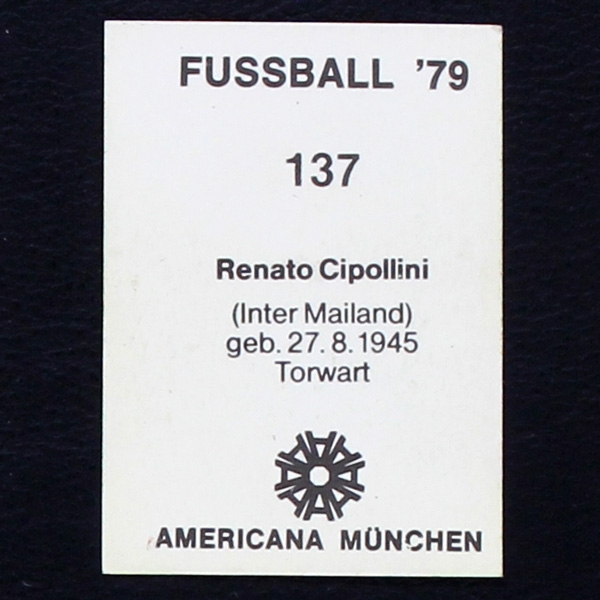 FUSSBALL '79
137
Renato Cipollini
(Inter Mailand)
geb. 27. 8. 1945
Torwart
AMERICANA MÜNCHEN